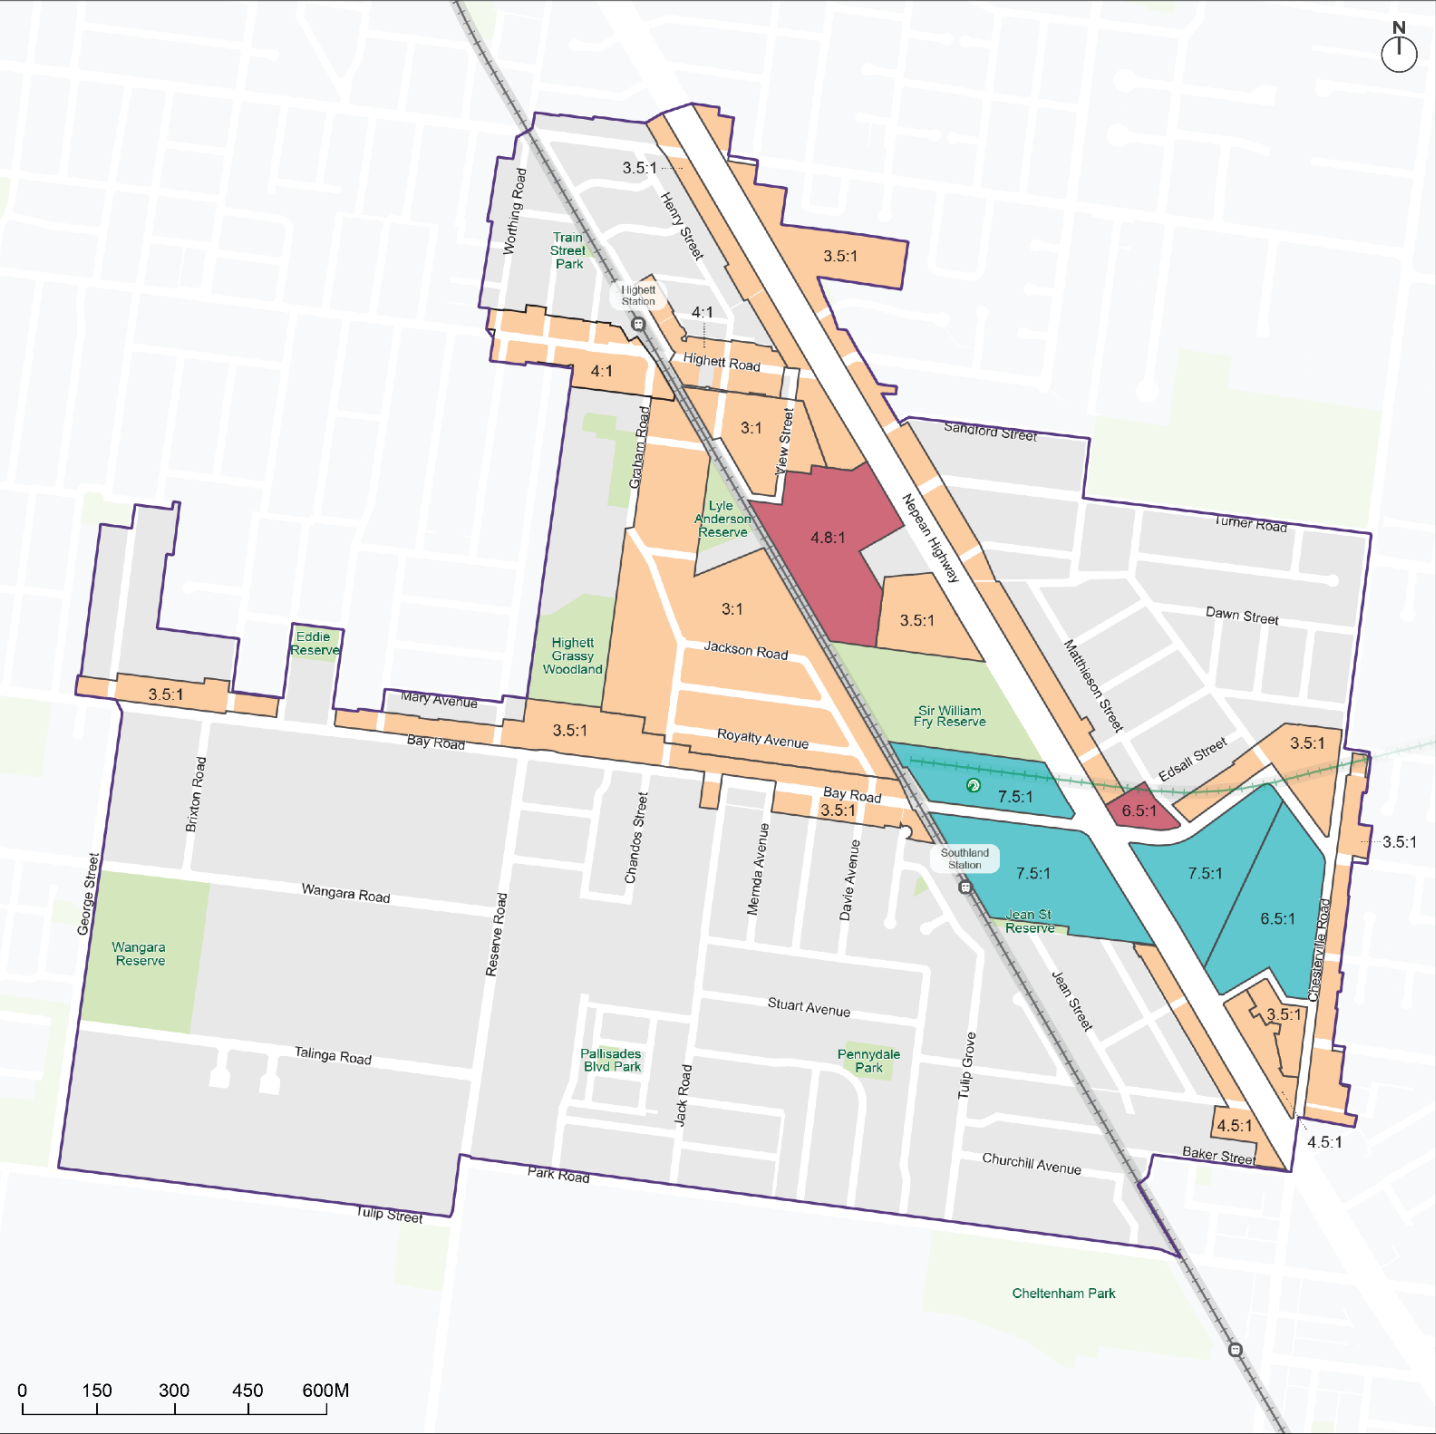 N
3.5:1
Worthing Road
Henry Street
Train
Street
Park
3.5:1
Highett
Station
4:1
Highett Road
4:1
Graham Road
3:1
View Street
Sandford Street
Nepean Highway
Turner Road
Lyle
Anderson
Reserve
4.8:1
3:1
3.5:1
Dawn Street
Eddie
Reserve
Highett
Grassy
Woodland
Jackson Road
Matthieson Street
3.5:1
Mary Avenue
3.5:1
Bay Road
Royalty Avenue
Sir William
Fry Reserve
3.5:1
Edsall Street
Brixton Road
Bay Road
3.5:1
7.5:1
6.5:1
3.5:1
Chandos Street
Mernda Avenue
Davie Avenue
Southland
Station
7.5:1
7.5:1
George Street
Wangara Road
Reserve Road
Jean St
Reserve
6.5:1
Chesterville Road
Wangara
Reserve
Stuart Avenue
Jean Street
3.5:1
Talinga Road
Pallisades
Blvd Park
Pennydale
Park
Tulip Grove
Jack Road
4.5:1
4.5:1
Baker Street
Churchill Avenue
Park Road
Tulip Street
Cheltenham Park
0 150 300 450 600M